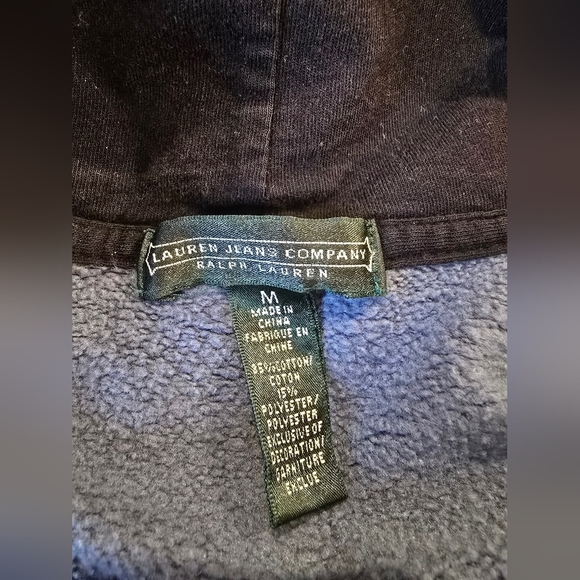 LAUREN JEANS COMPANY
RALPH LAUREN
M
MADE IN
CHINA
FABRIQUE EN
CHINE
85% COTTON/
COTON
15%
POLYESTER/
POLYESTER
EXCLUSIVE OF
DECORATION/
GARNITURE
EXCLUE